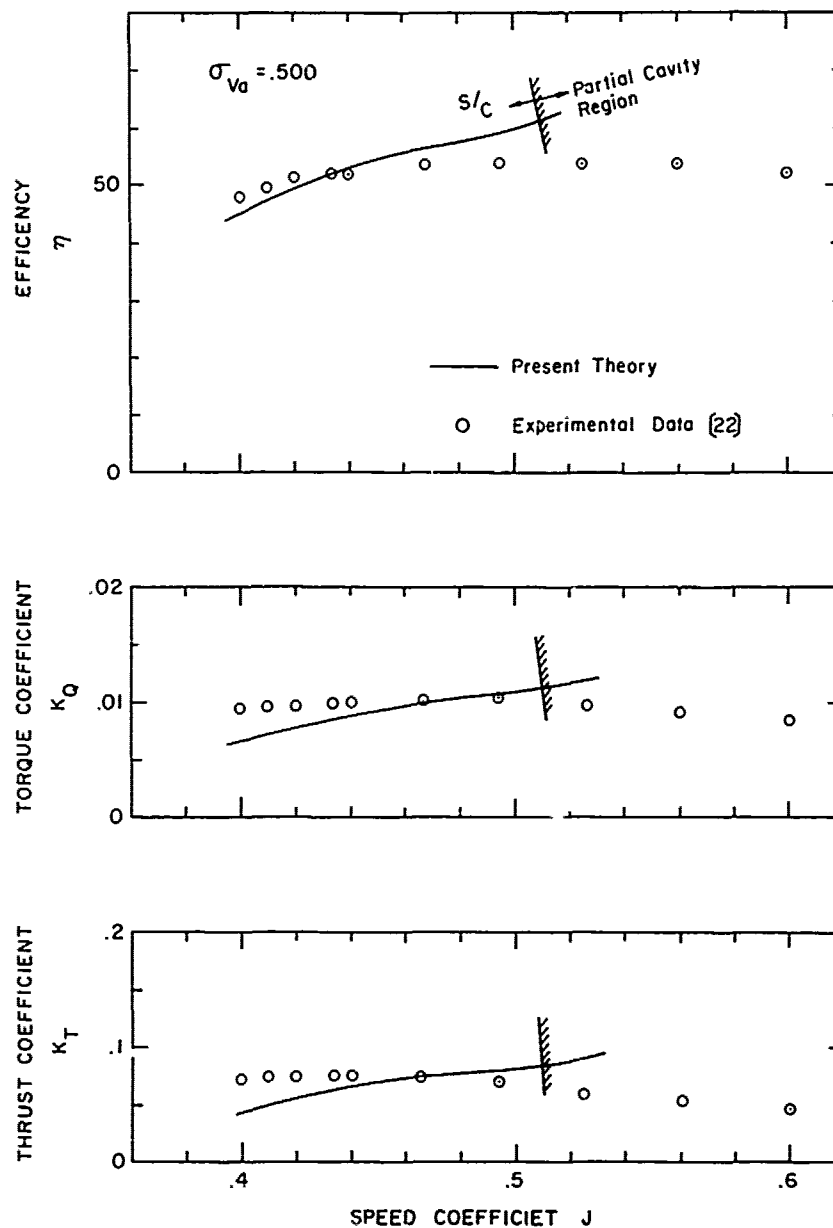 σVa = .500
S/C
Partial Cavity
Region
50
0
EFFICENCY
η
Present Theory
Experimental Data [22]
.02
.01
0
TORQUE COEFFICIENT
KQ
.2
.1
0
THRUST COEFFICIENT
KT
.4
.5
.6
SPEED COEFFICIET J